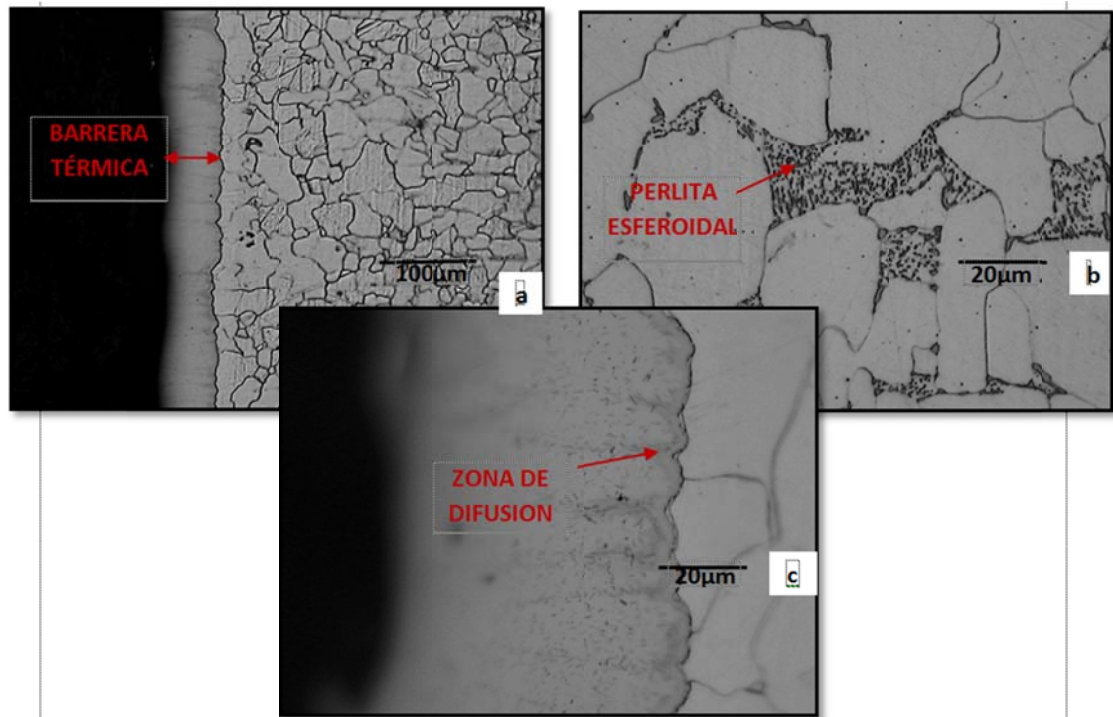 BARRERA
TÉRMICA
100µm
a
PERLITA
ESFEROIDAL
20µm
b
ZONA DE
DIFUSION
20µm
c